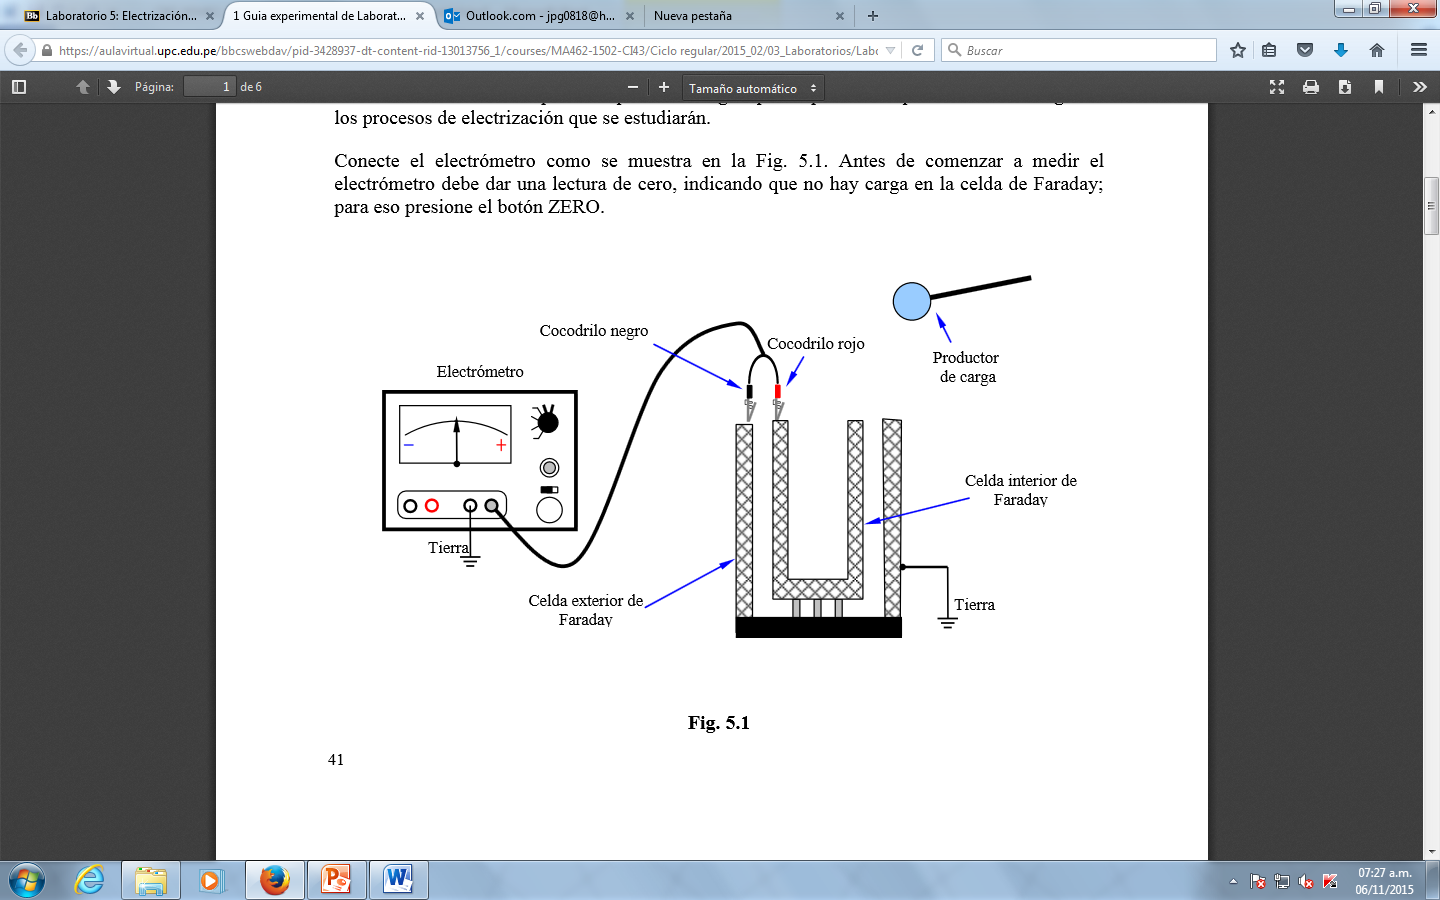 Laboratorio 5: Electrización...
1 Guia experimental de Laborat...
Outlook.com - jpg0818@h...
Nueva pestaña
https://aulavirtual.upc.edu.pe/bbcswebdav/pid-3428937-dt-content-rid-13013756_1/courses/MA462-1502-CI43/Ciclo regular/2015_02/03_Laboratorios/Labo
Buscar
Página:
1
de 6
Tamaño automático
los procesos de electrización que se estudiarán.
Conecte el electrómetro como se muestra en la Fig. 5.1. Antes de comenzar a medir el
electrómetro debe dar una lectura de cero, indicando que no hay carga en la celda de Faraday;
para eso presione el botón ZERO.
Cocodrilo negro
Cocodrilo rojo
Productor
de carga
Electrómetro
− +
Celda interior de
Faraday
Tierra
Celda exterior de
Faraday
Tierra
Fig. 5.1
41
07:27 a.m.
06/11/2015